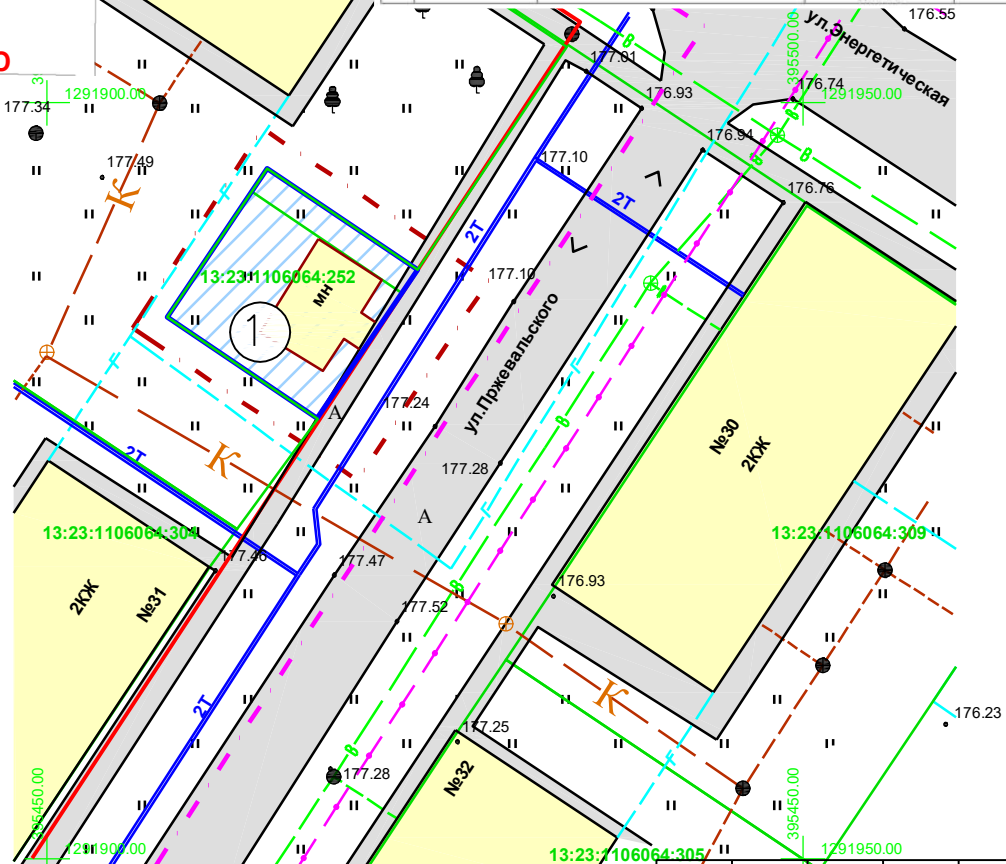 176.55
ул.Энергетическая
395500.00
177.01
176.74
1291900.00
1291950.00
177.34
176.93
176.94
177.10
177.49
К
176.76
2Т
2Т
В
В
В
В
13:23:1106064:252
177.10
МН
1
ул.Пржевальского
Г
Г
Г
177.24
А
№30
2КЖ
В
К
2Т
177.28
Г
А
13:23:1106064:304
13:23:1106064:309
177.46
177.47
2КЖ
№31
В
176.93
177.52
К
2Т
176.23
177.25
В
Г
177.28
№32
395450.00
395450.00
1291900.00
1291950.00
13:23:1106064:305